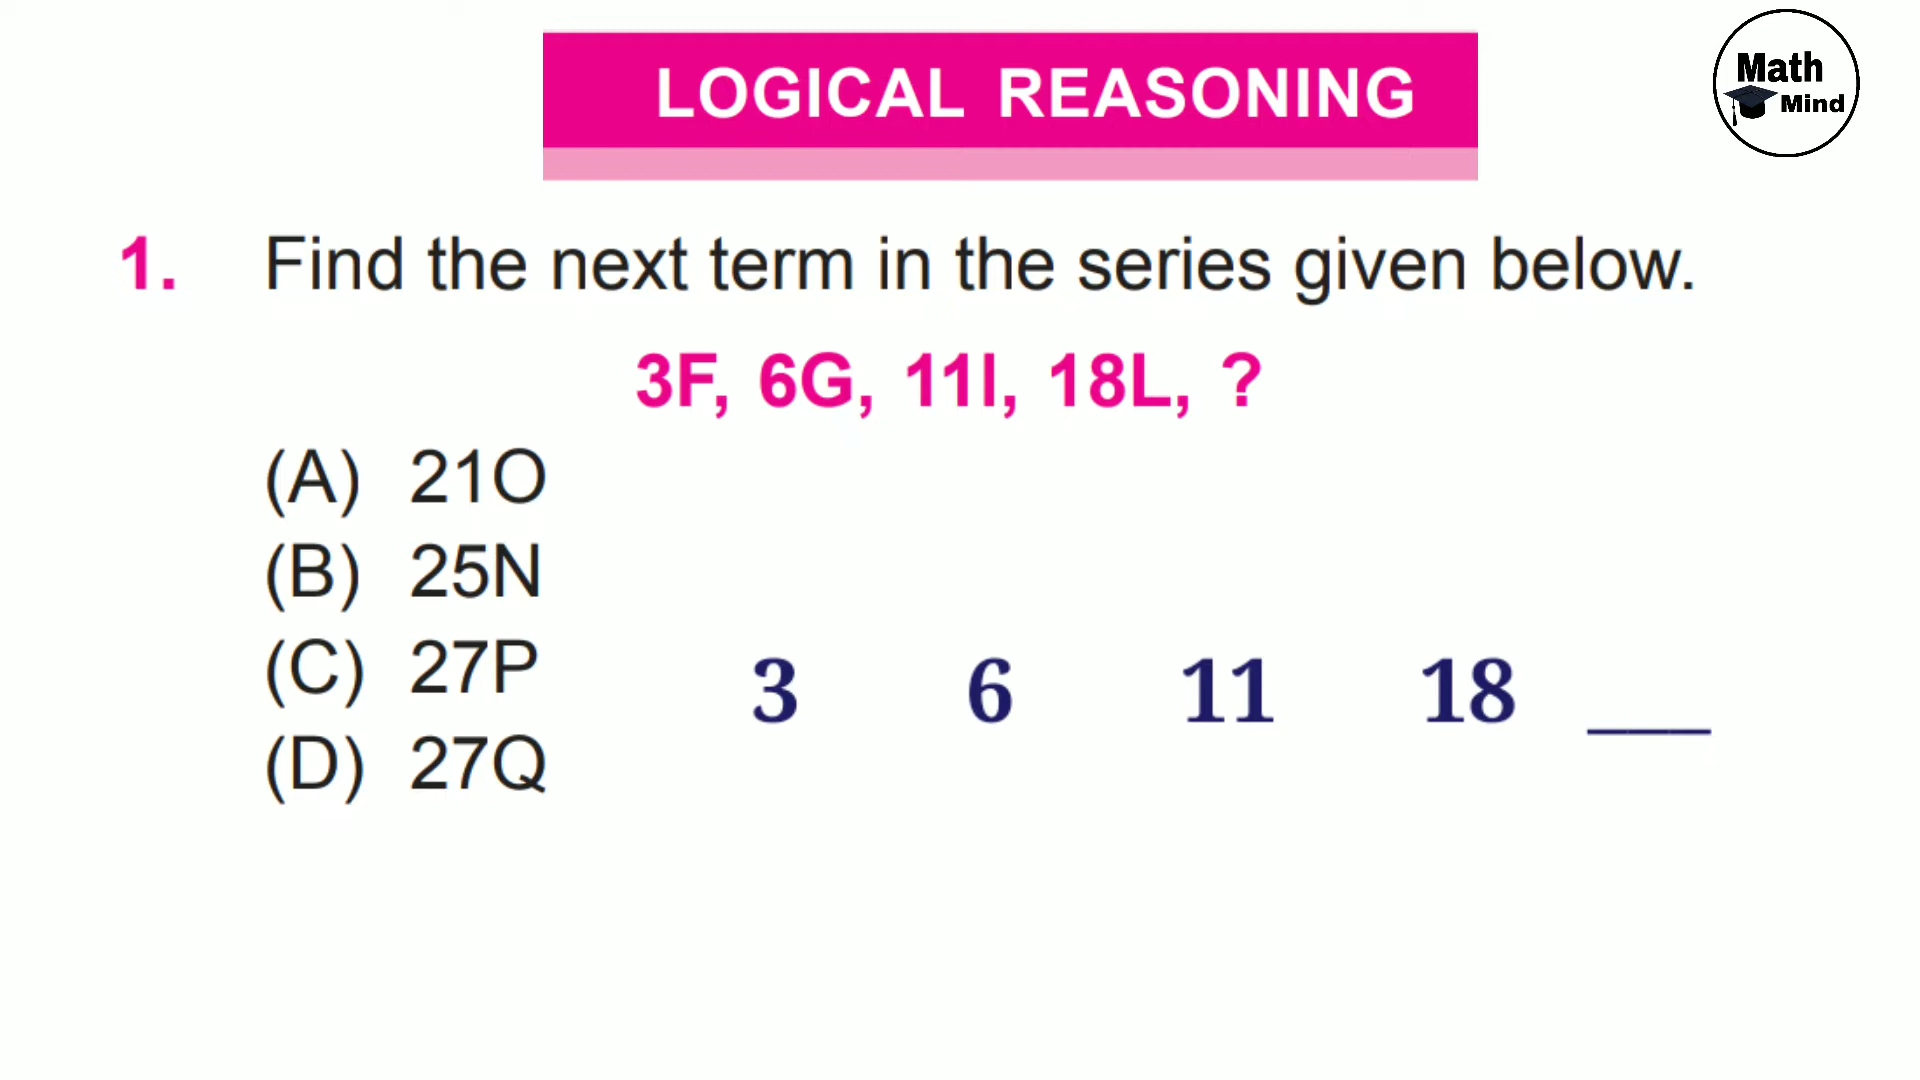 LOGICAL REASONING
Math
Mind
1. Find the next term in the series given below.
3F, 6G, 11I, 18L, ?
(A) 21O
(B) 25N
(C) 27P
(D) 27Q
3 6 11 18 ___